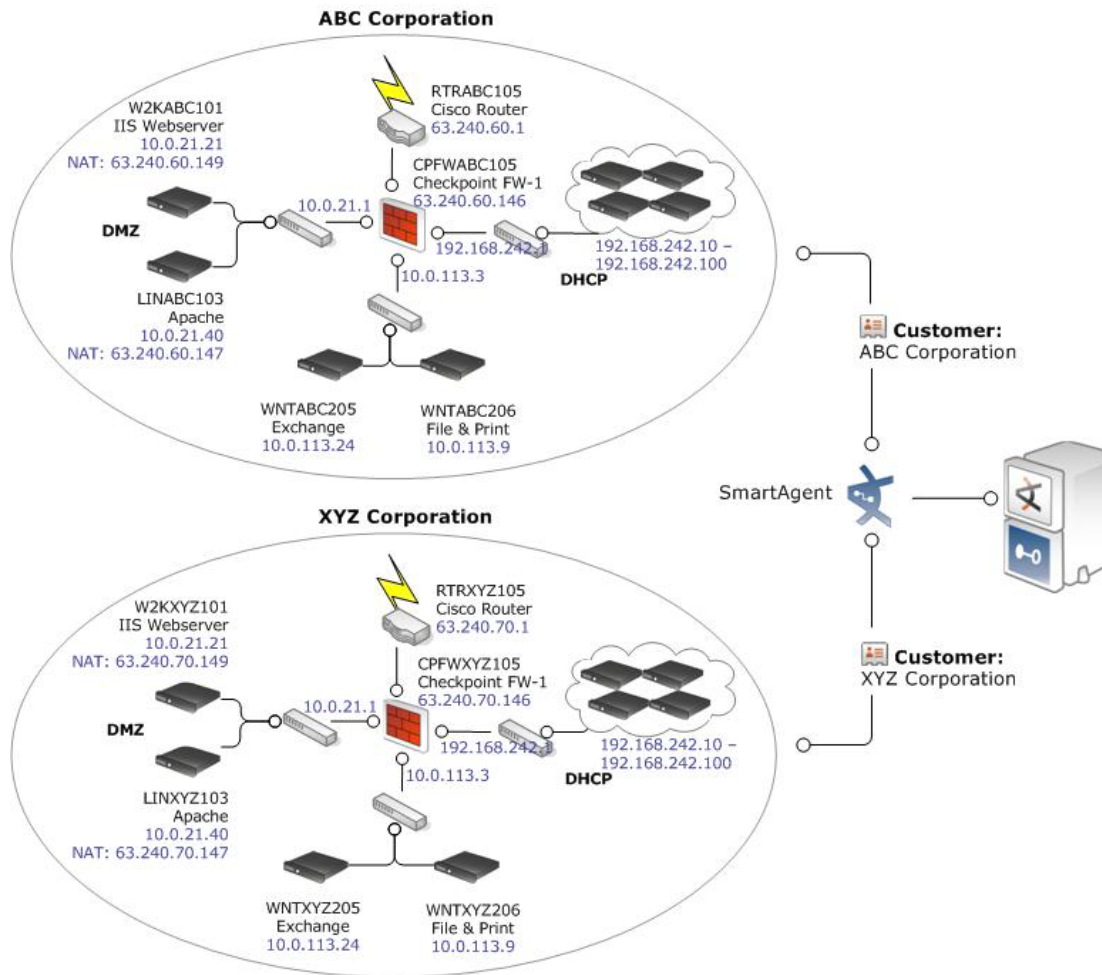 ABC Corporation
RTRABC105
Cisco Router
63.240.60.1
W2KABC101
IIS Webserver
10.0.21.21
NAT: 63.240.60.149
CPFWABC105
Checkpoint FW-1
63.240.60.146
10.0.21.1
DMZ
192.168.242.
192.168.242.10 –
192.168.242.100
DHCP
10.0.113.3
LINABC103
Apache
10.0.21.40
NAT: 63.240.60.147
WNTABC205
Exchange
10.0.113.24
WNTABC206
File & Print
10.0.113.9
Customer:
ABC Corporation
SmartAgent
XYZ Corporation
RTRXYZ105
Cisco Router
63.240.70.1
W2KXYZ101
IIS Webserver
10.0.21.21
NAT: 63.240.70.149
CPFWXYZ105
Checkpoint FW-1
63.240.70.146
10.0.21.1
DMZ
192.168.242.
192.168.242.10 –
192.168.242.100
DHCP
10.0.113.3
LINXYZ103
Apache
10.0.21.40
NAT: 63.240.70.147
WNTXYZ205
Exchange
10.0.113.24
WNTXYZ206
File & Print
10.0.113.9
Customer:
XYZ Corporation